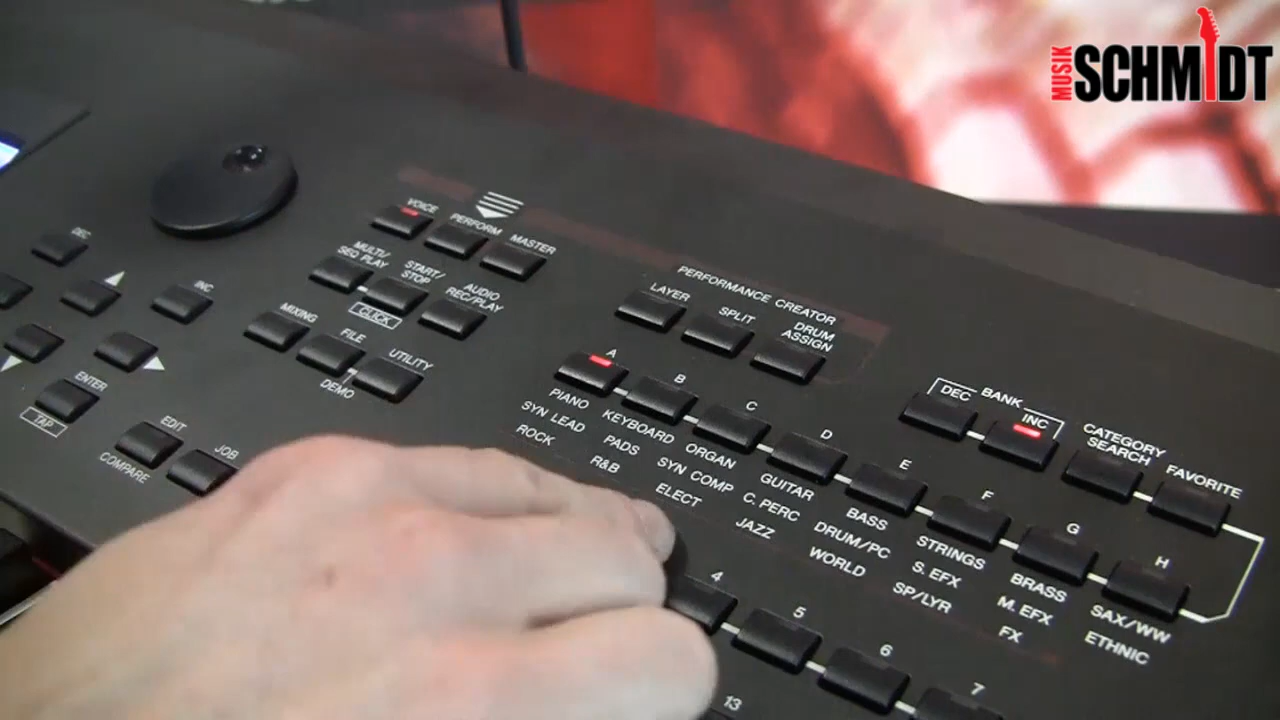 MUSIK
SCHMIDT
VOICE
PERFORM
MASTER
MULTI/
SEQ PLAY
START/
STOP
AUDIO
REC/PLAY
CLICK
MIXING
FILE
UTILITY
DEMO
DEC
INC
ENTER
TAP
EDIT
COMPARE
JOB
PERFORMANCE CREATOR
LAYER
SPLIT
DRUM
ASSIGN
BANK
DEC
INC
CATEGORY
SEARCH
FAVORITE
A
B
C
D
E
F
G
H
PIANO
SYN LEAD
ROCK
KEYBOARD
PADS
R&B
ORGAN
SYN COMP
ELECT
GUITAR
C. PERC
JAZZ
BASS
DRUM/PC
WORLD
STRINGS
S. EFX
SP/LYR
BRASS
M. EFX
FX
SAX/WW
ETHNIC
4
5
6
7
13